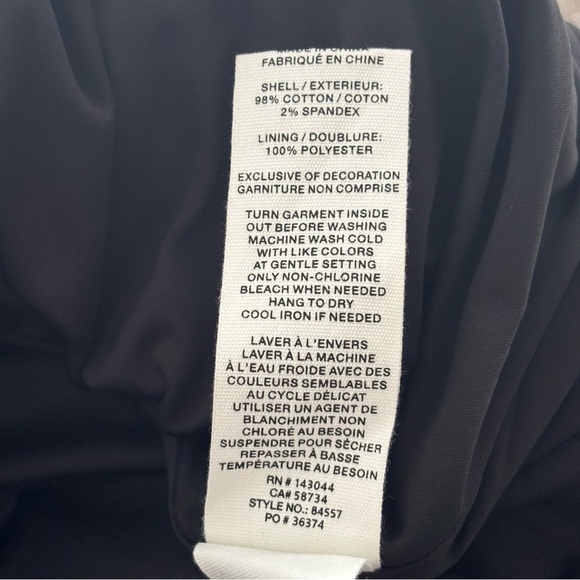 MADE IN CHINA
FABRIQUÉ EN CHINE
SHELL / EXTERIEUR:
98% COTTON / COTON
2% SPANDEX
LINING / DOUBLURE:
100% POLYESTER
EXCLUSIVE OF DECORATION
GARNITURE NON COMPRISE
TURN GARMENT INSIDE
OUT BEFORE WASHING
MACHINE WASH COLD
WITH LIKE COLORS
AT GENTLE SETTING
ONLY NON-CHLORINE
BLEACH WHEN NEEDED
HANG TO DRY
COOL IRON IF NEEDED
LAVER À L'ENVERS
LAVER À LA MACHINE
À L'EAU FROIDE AVEC DES
COULEURS SEMBLABLES
AU CYCLE DÉLICAT
UTILISER UN AGENT DE
BLANCHIMENT NON
CHLORÉ AU BESOIN
SUSPENDRE POUR SÉCHER
REPASSER À BASSE
TEMPÉRATURE AU BESOIN
RN # 143044
CA# 58734
STYLE NO.: 84557
PO # 36374